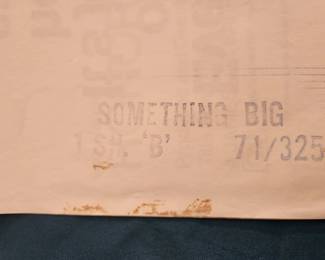 SOMETHING BIG
1 SH. 'B' 71/325